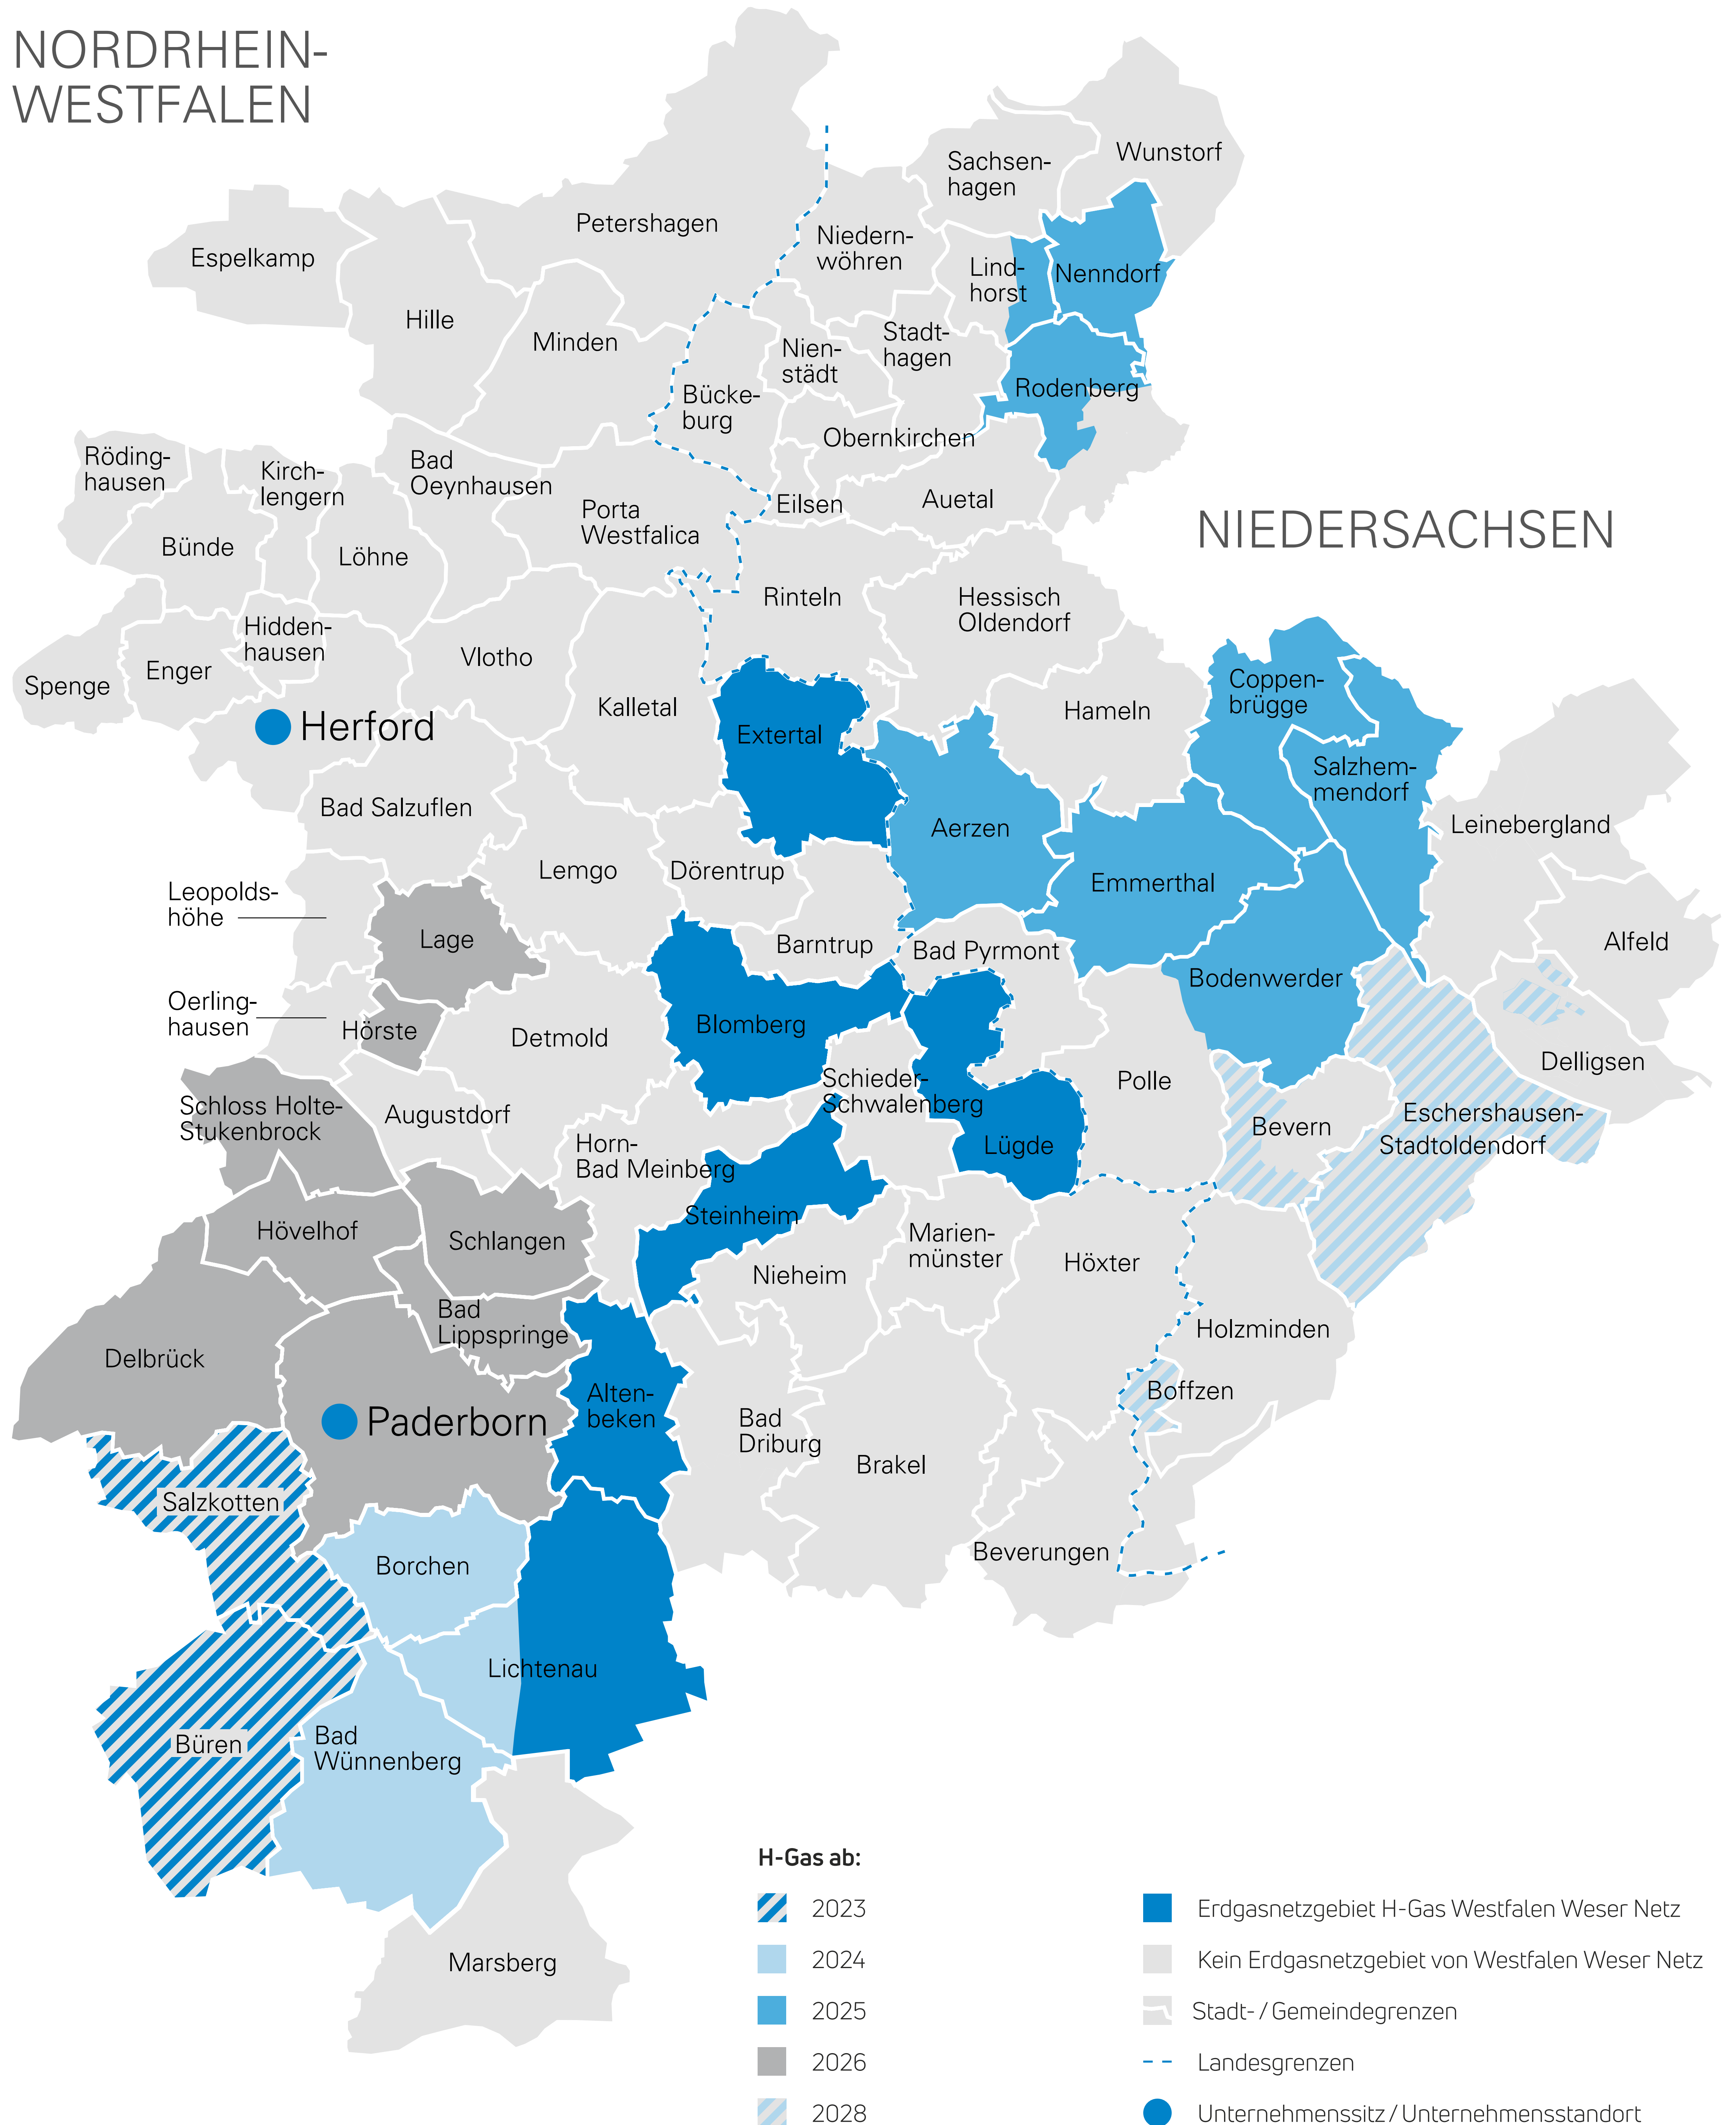 NORDRHEIN-
WESTFALEN
Wunstorf
Sachsen-
hagen
Petershagen
Niedern-
wöhren
Espelkamp
Lind-
horst
Nenndorf
Hille
Minden
Stadt-
hagen
Nien-
städt
Rodenberg
Bücke-
burg
Obernkirchen
Röding-
hausen
Kirch-
lengern
Bad
Oeynhausen
Eilsen
Auetal
Porta
Westfalica
NIEDERSACHSEN
Bünde
Löhne
Rinteln
Hessisch
Oldendorf
Hidden-
hausen
Vlotho
Enger
Spenge
Coppen-
brügge
Kalletal
Hameln
Herford
Extertal
Salzhem-
mendorf
Bad Salzuflen
Aerzen
Leinebergland
Lemgo
Dörentrup
Emmerthal
Leopolds-
höhe
Lage
Barntrup
Bad Pyrmont
Alfeld
Bodenwerder
Oerling-
hausen
Hörste
Detmold
Blomberg
Delligsen
Schieder-
Schwalenberg
Polle
Schloss Holte-
Stukenbrock
Augustdorf
Bevern
Eschershausen-
Stadtoldendorf
Horn-
Bad Meinberg
Lügde
Steinheim
Hövelhof
Schlangen
Marien-
münster
Höxter
Nieheim
Bad
Lippspringe
Holzminden
Delbrück
Alten-
beken
Boffzen
Paderborn
Bad
Driburg
Brakel
Salzkotten
Borchen
Beverungen
Lichtenau
Büren
Bad
Wünnenberg
Marsberg
H-Gas ab:
2023
2024
2025
2026
2028
Erdgasnetzgebiet H-Gas Westfalen Weser Netz
Kein Erdgasnetzgebiet von Westfalen Weser Netz
Stadt- / Gemeindegrenzen
Landesgrenzen
Unternehmenssitz / Unternehmensstandort